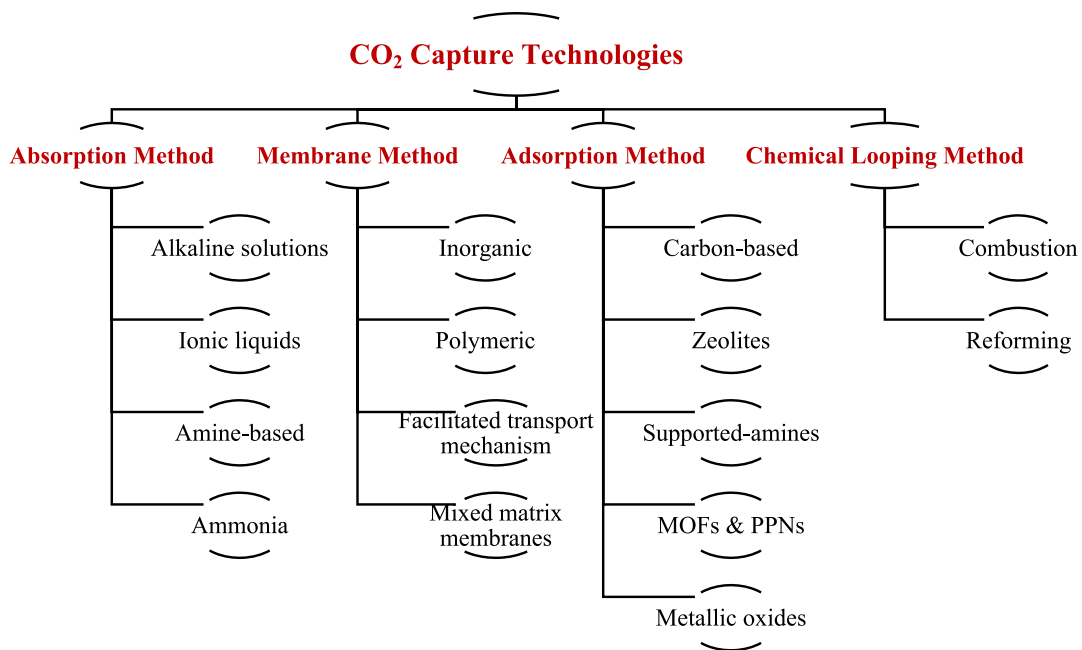 CO₂ Capture Technologies
Absorption Method
Membrane Method
Adsorption Method
Chemical Looping Method
Alkaline solutions
Ionic liquids
Amine-based
Ammonia
Inorganic
Polymeric
Facilitated transport
mechanism
Mixed matrix
membranes
Carbon-based
Zeolites
Supported-amines
MOFs & PPNs
Metallic oxides
Combustion
Reforming